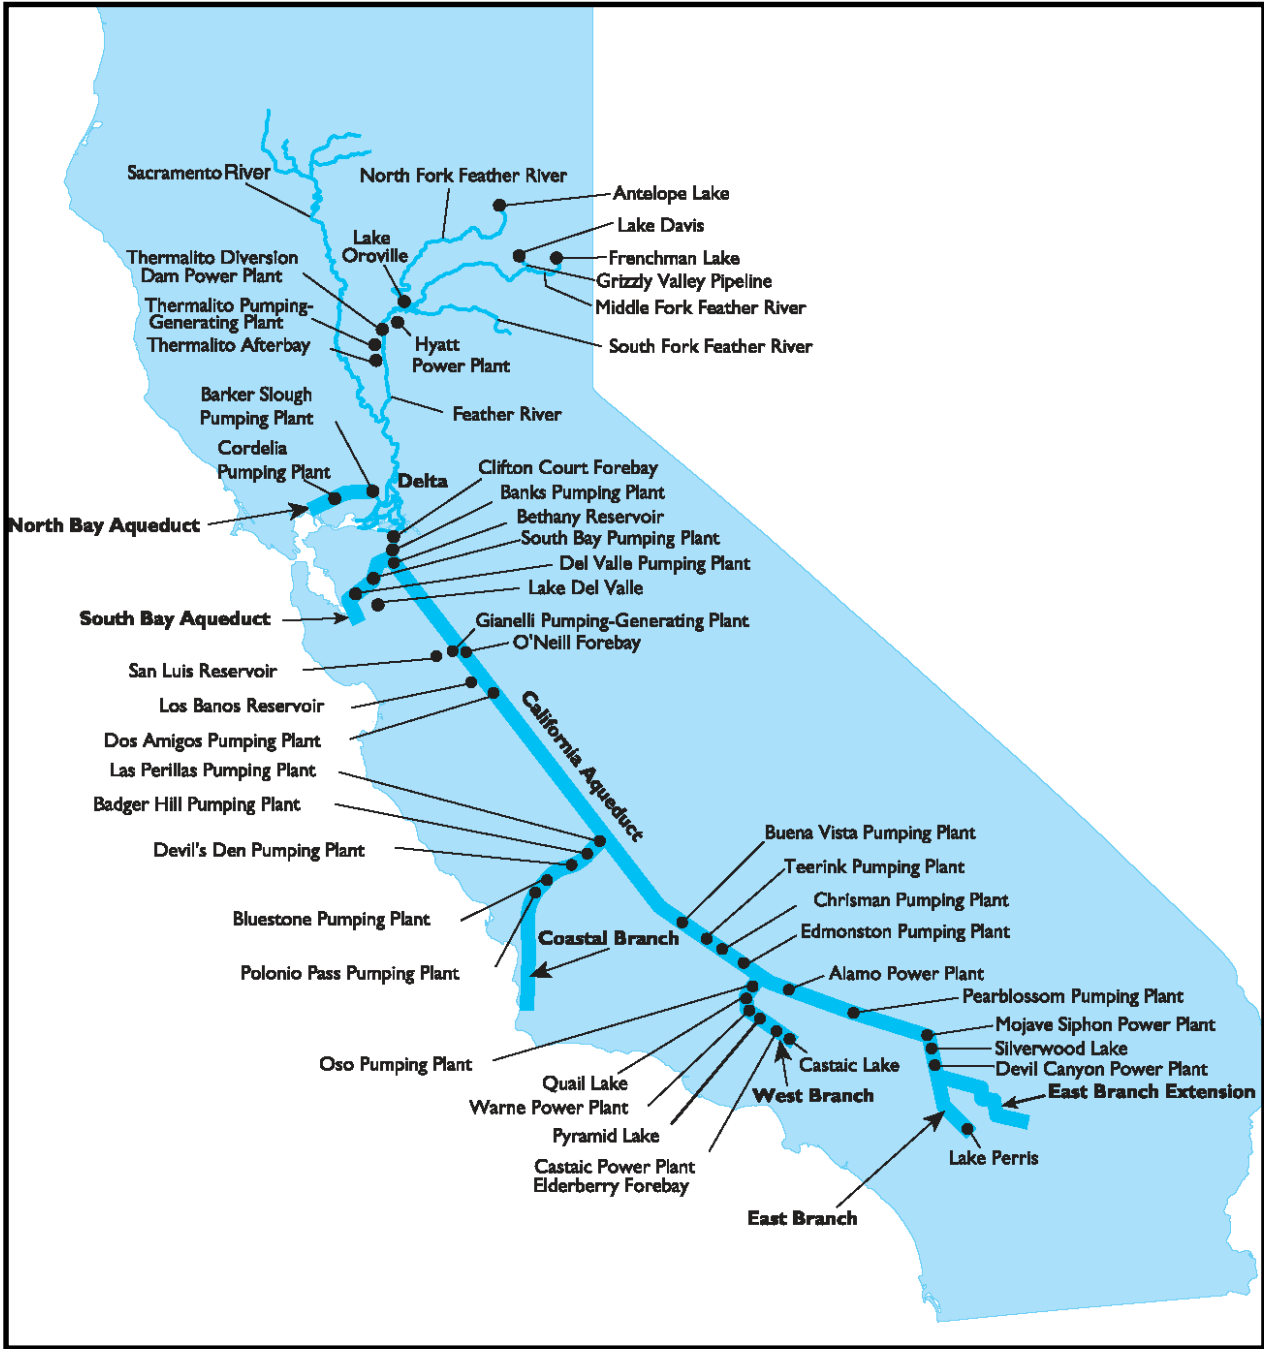 Sacramento River
North Fork Feather River
Antelope Lake
Lake Davis
Lake
Oroville
Frenchman Lake
Thermalito Diversion
Dam Power Plant
Grizzly Valley Pipeline
Middle Fork Feather River
Thermalito Pumping-
Generating Plant
Thermalito Afterbay
Hyatt
Power Plant
South Fork Feather River
Barker Slough
Pumping Plant
Feather River
Cordelia
Pumping Plant
Delta
Clifton Court Forebay
Banks Pumping Plant
North Bay Aqueduct
Bethany Reservoir
South Bay Pumping Plant
Del Valle Pumping Plant
Lake Del Valle
South Bay Aqueduct
Gianelli Pumping-Generating Plant
O'Neill Forebay
San Luis Reservoir
Los Banos Reservoir
Dos Amigos Pumping Plant
California Aqueduct
Las Perillas Pumping Plant
Badger Hill Pumping Plant
Devil's Den Pumping Plant
Buena Vista Pumping Plant
Teerink Pumping Plant
Chrisman Pumping Plant
Bluestone Pumping Plant
Edmonston Pumping Plant
Coastal Branch
Polonio Pass Pumping Plant
Alamo Power Plant
Pearblossom Pumping Plant
Mojave Siphon Power Plant
Silverwood Lake
Oso Pumping Plant
Castaic Lake
Devil Canyon Power Plant
Quail Lake
West Branch
East Branch Extension
Warne Power Plant
Pyramid Lake
Lake Perris
Castaic Power Plant
Elderberry Forebay
East Branch